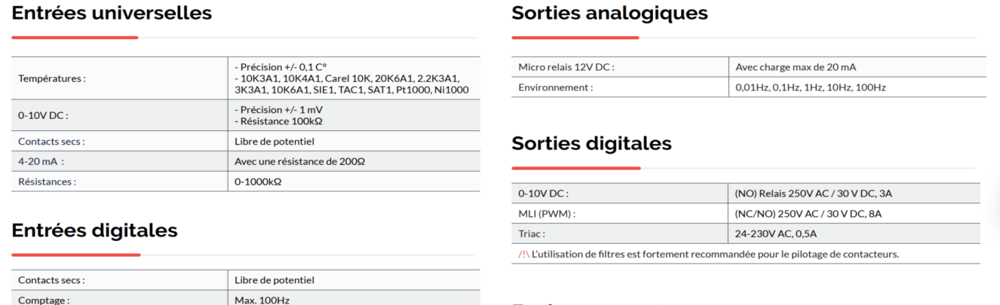 Entrées universelles
Températures :
- Précision +/- 0,1 C°
- 10K3A1, 10K4A1, Carel 10K, 20K6A1, 2.2K3A1,
3K3A1, 10K6A1, SIE1, TAC1, SAT1, Pt1000, Ni1000
0-10V DC :
- Précision +/- 1 mV
- Résistance 100kΩ
Contacts secs : Libre de potentiel
4-20 mA : Avec une résistance de 200Ω
Résistances : 0-1000kΩ
Entrées digitales
Contacts secs : Libre de potentiel
Comptage : Max. 100Hz
Sorties analogiques
Micro relais 12V DC : Avec charge max de 20 mA
Environnement : 0,01Hz, 0,1Hz, 1Hz, 10Hz, 100Hz
Sorties digitales
0-10V DC : (NO) Relais 250V AC / 30 V DC, 3A
MLI (PWM) : (NC/NO) 250V AC / 30 V DC, 8A
Triac : 24-230V AC, 0,5A
/!\ L'utilisation de filtres est fortement recommandée pour le pilotage de contacteurs.